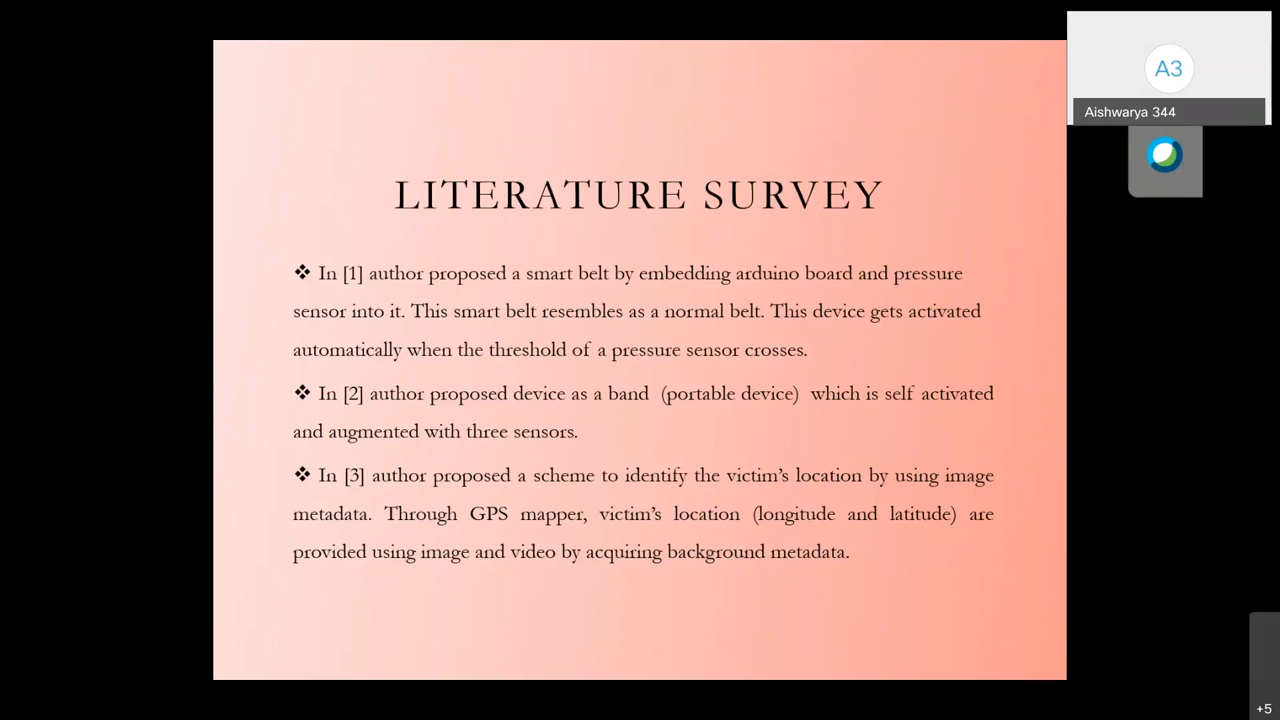 A3
Aishwarya 344
LITERATURE SURVEY
❖ In [1] author proposed a smart belt by embedding arduino board and pressure
sensor into it. This smart belt resembles as a normal belt. This device gets activated
automatically when the threshold of a pressure sensor crosses.
❖ In [2] author proposed device as a band (portable device) which is self activated
and augmented with three sensors.
❖ In [3] author proposed a scheme to identify the victim’s location by using image
metadata. Through GPS mapper, victim’s location (longitude and latitude) are
provided using image and video by acquiring background metadata.
+5